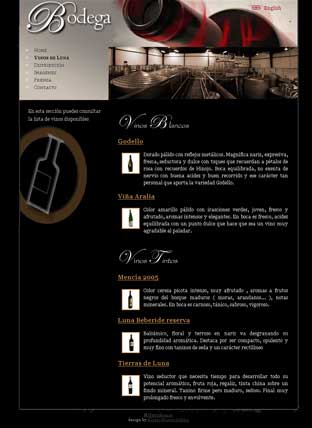 Bodega
English
Home
Vinos de Luna
Distribución
Imágenes
Prensa
Contacto
En esta sección puedes consultar
la lista de vinos disponibles
Vinos Blancos
Godello
Dorado pálido con reflejos metálicos. Magnífica nariz, expresiva,
fresca, seductora y dulce con toques que recuerdan a pétalos de
rosa con recuerdos de Hinojo. Boca equilibrada, no exenta de
nervio con buena acidez y buen recorrido y ese carácter tan
personal que aporta la variedad Godello.
Viña Aralia
Color amarillo pálido con iraciones verdes, joven, fresco y
afrutado, aromas intensos y elegantes. En boca es fresco, acidez
equilibrada con un punto dulce que hace que sea un vino muy
agradable al paladar.
Vinos Tintos
Mencía 2005
Color cereza picota intenso, muy afrutado , aromas a frutos
negros del bosque maduros ( moras, arandanos... ), notas
minerales. En boca es carnoso, tánico, sabroso, vigoroso.
Luna Beberide reserva
Balsámico, floral y terroso en nariz va desgranando su
profundidad aromática. Destaca por ser compacto, opulento y
muy fino con taninos de seda y un carácter rectilíneo
Tierras de Luna
Vino seductor que necesita tiempo para desarrollar todo su
potencial aromático, fruta roja, regaliz, tinta china sobre un
fondo mineral. Tanino firme pero maduro, sedoso. Final muy
prolongado fresco y envolvente.
design by